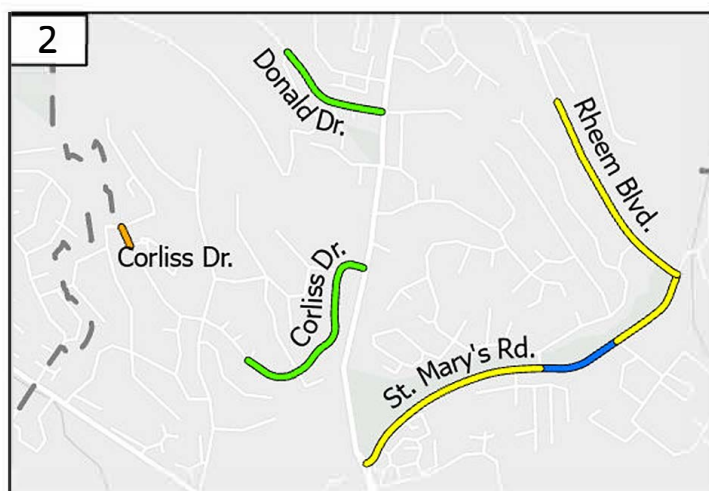 2
Donald Dr.
Rheem Blvd.
Corliss Dr.
Corliss Dr.
St. Mary's Rd.